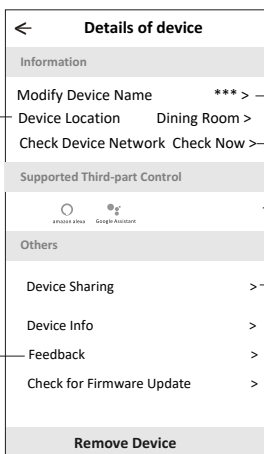 ← Details of device
Information
Modify Device Name *** >
Device Location Dining Room >
Check Device Network Check Now >
Supported Third-part Control
amazon alexa Google Assistant
Others
Device Sharing >
Device Info >
Feedback >
Check for Firmware Update >
Remove Device